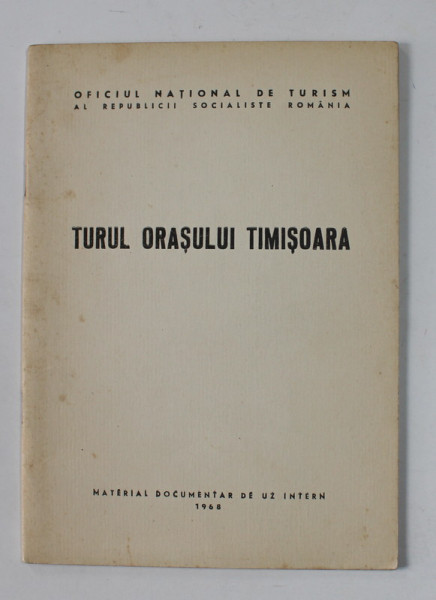 OFICIUL NAȚIONAL DE TURISM
AL REPUBLICII SOCIALISTE ROMÂNIA
TURUL ORAȘULUI TIMIȘOARA
MATERIAL DOCUMENTAR DE UZ INTERN
1968